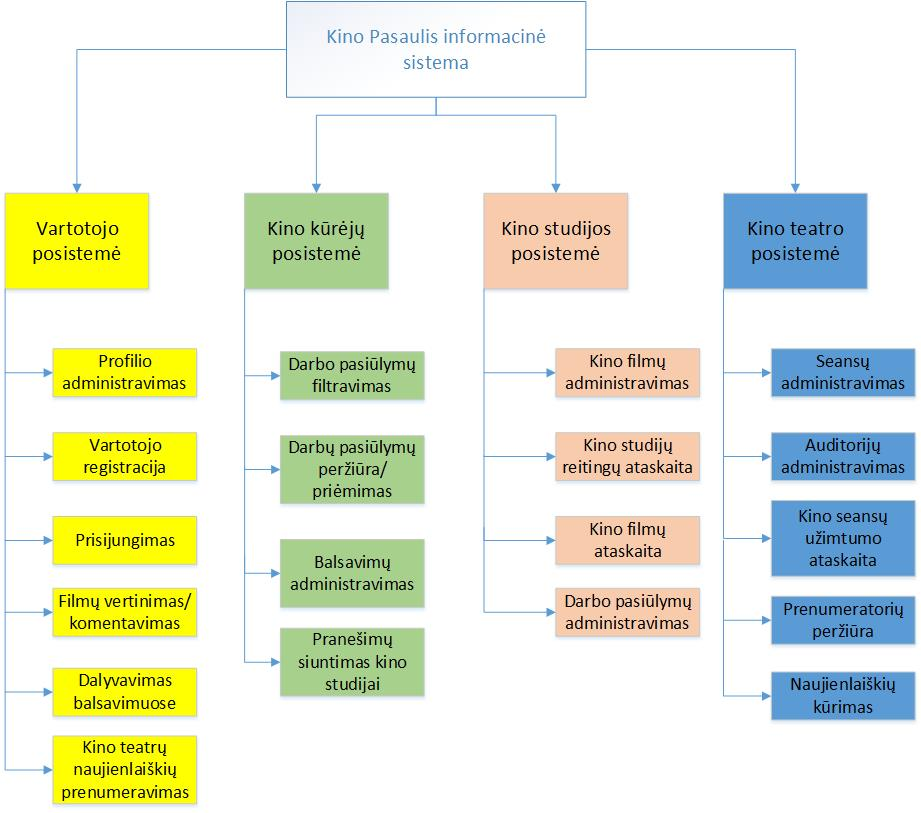 Kino Pasaulis informacinė
sistema
Vartotojo
posistemė
Kino kūrėjų
posistemė
Kino studijos
posistemė
Kino teatro
posistemė
Profilio
administravimas
Vartotojo
registracija
Prisijungimas
Filmų vertinimas/
komentavimas
Dalyvavimas
balsavimuose
Kino teatrų
naujienlaiškių
prenumeravimas
Darbo pasiūlymų
filtravimas
Darbų pasiūlymų
peržiūra/
priėmimas
Balsavimų
administravimas
Pranešimų
siuntimas kino
studijai
Kino filmų
administravimas
Kino studijų
reitingų ataskaita
Kino filmų
ataskaita
Darbo pasiūlymų
administravimas
Seansų
administravimas
Auditorijų
administravimas
Kino seansų
užimtumo
ataskaita
Prenumeratorių
peržiūra
Naujienlaiškių
kūrimas